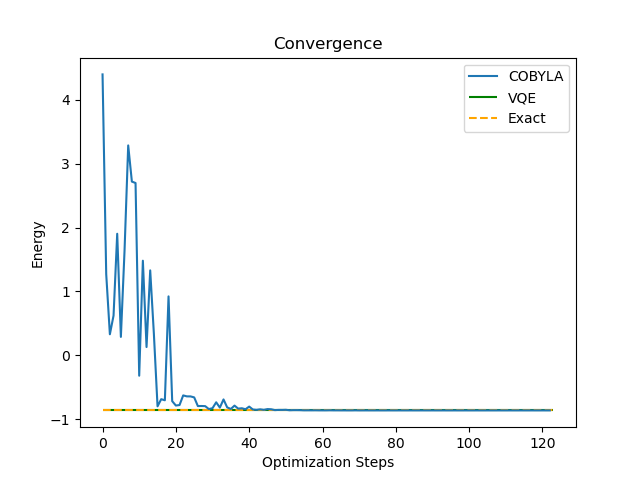 Convergence
COBYLA
VQE
Exact
Energy
4
3
2
1
0
−1
0 20 40 60 80 100 120
Optimization Steps